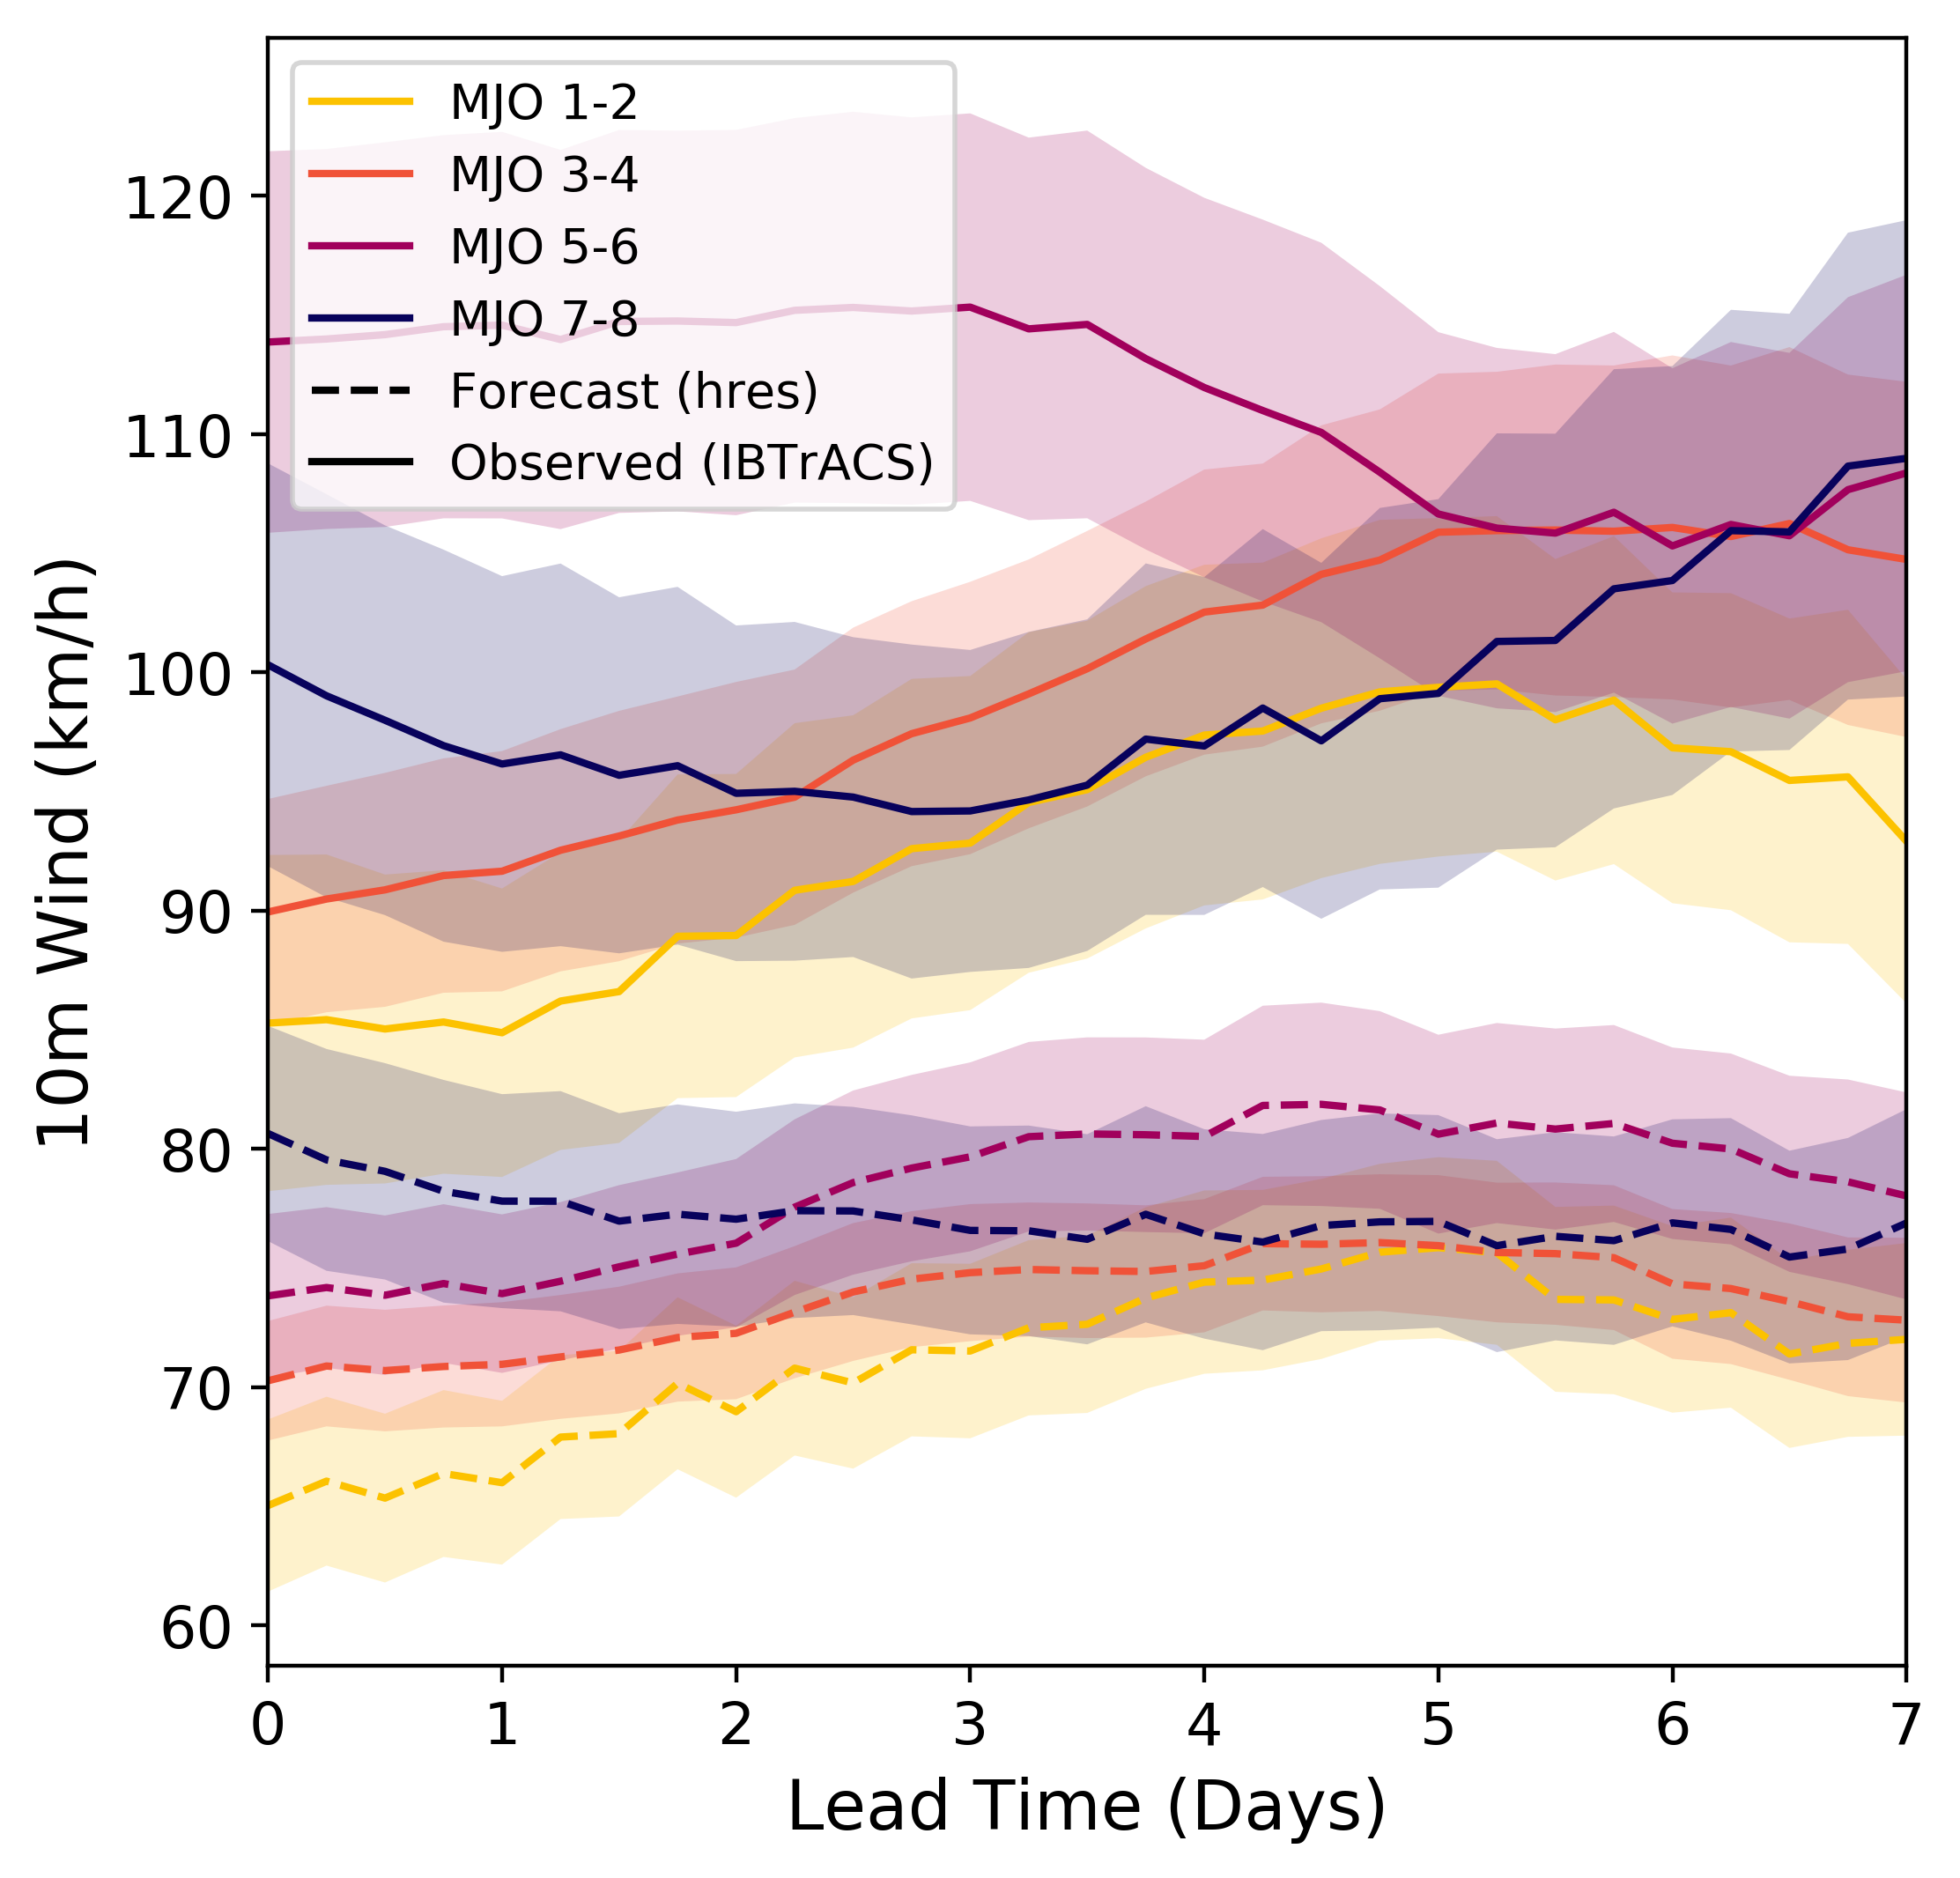 MJO 1-2
MJO 3-4
MJO 5-6
MJO 7-8
Forecast (hres)
Observed (IBTrACS)
120
110
100
90
80
70
60
10m Wind (km/h)
0 1 2 3 4 5 6 7
Lead Time (Days)